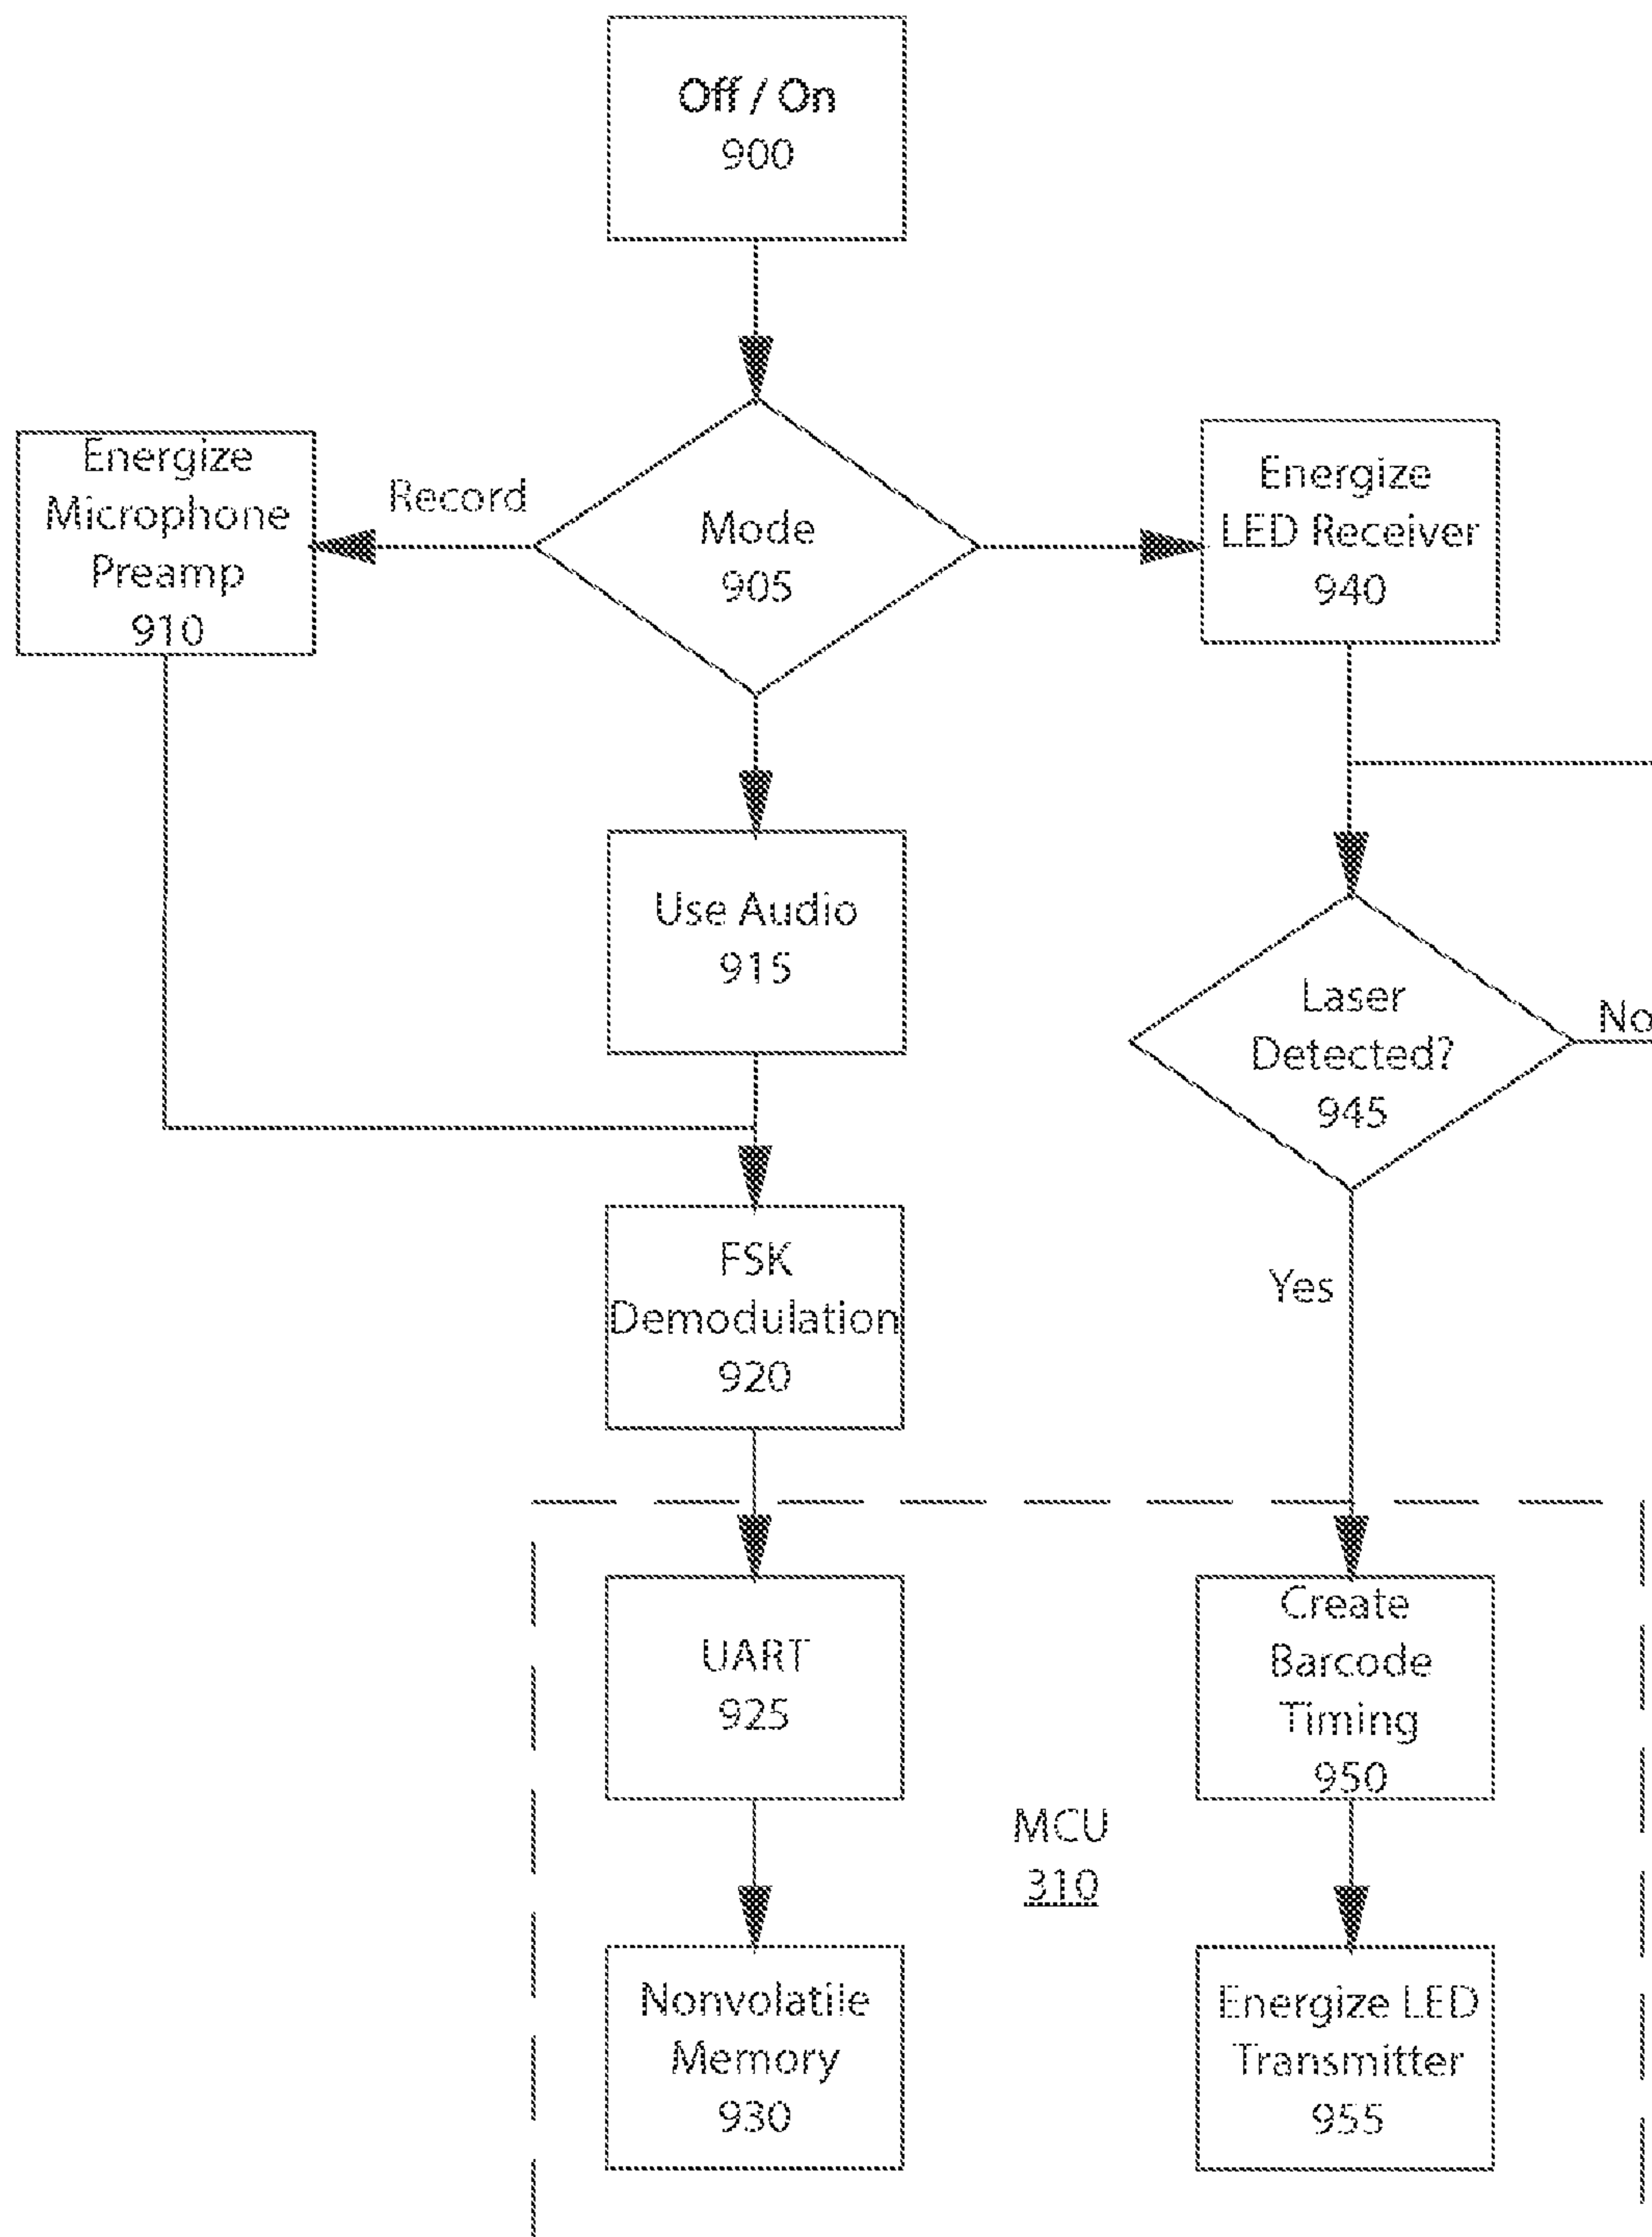 Off / On
900
Energize
Microphone
Preamp
910
Record
Mode
905
Energize
LED Receiver
940
Use Audio
915
Laser
Detected?
945
No
FSK
Demodulation
920
Yes
UART
925
Create
Barcode
Timing
950
MCU
310
Nonvolatile
Memory
930
Energize LED
Transmitter
955